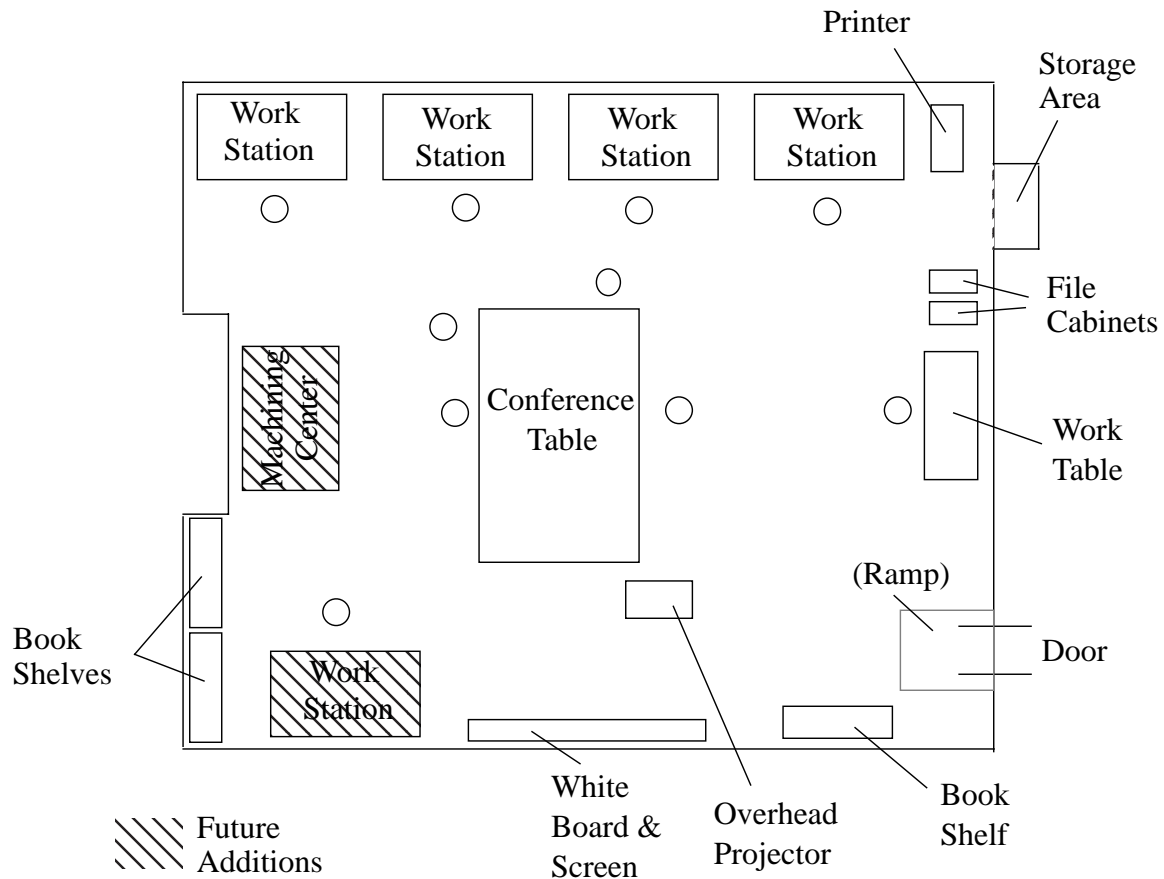 Printer
Storage
Area
Work
Station
Work
Station
Work
Station
Work
Station
File
Cabinets
Machining
Center
Conference
Table
Work
Table
(Ramp)
Book
Shelves
Door
Work
Station
White
Board &
Screen
Overhead
Projector
Book
Shelf
Future
Additions